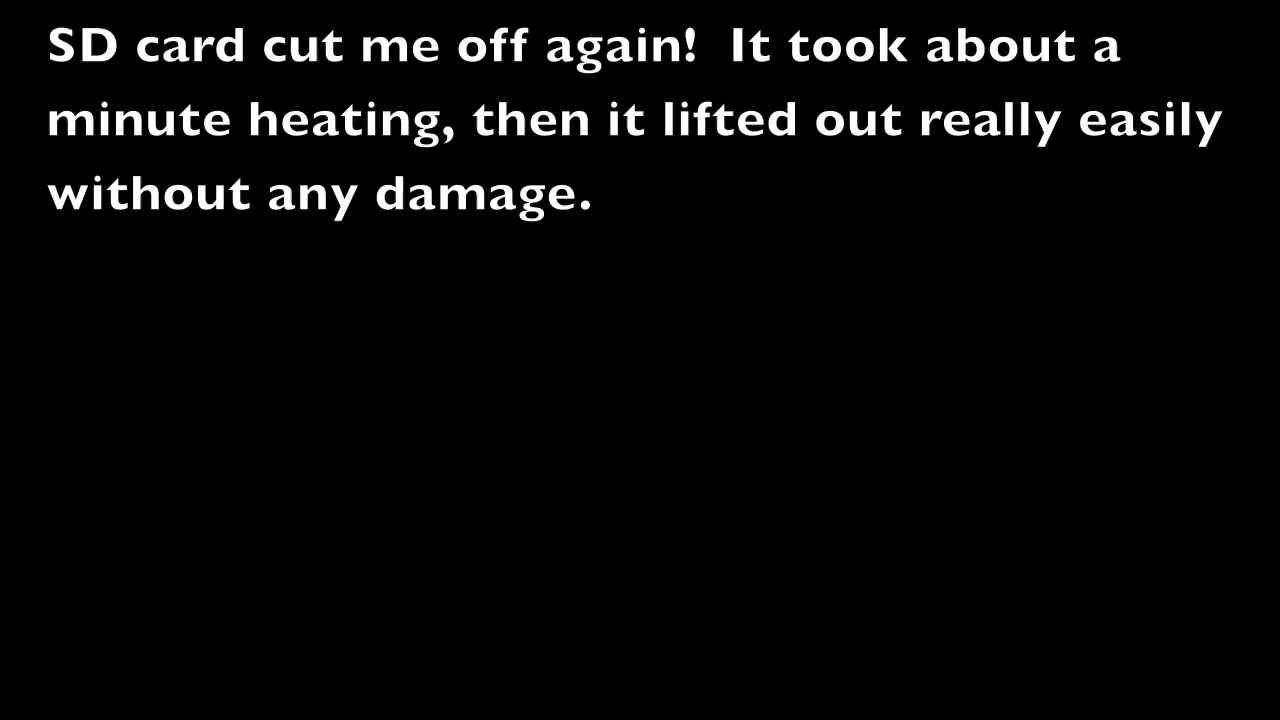 SD card cut me off again!  It took about a
minute heating, then it lifted out really easily
without any damage.